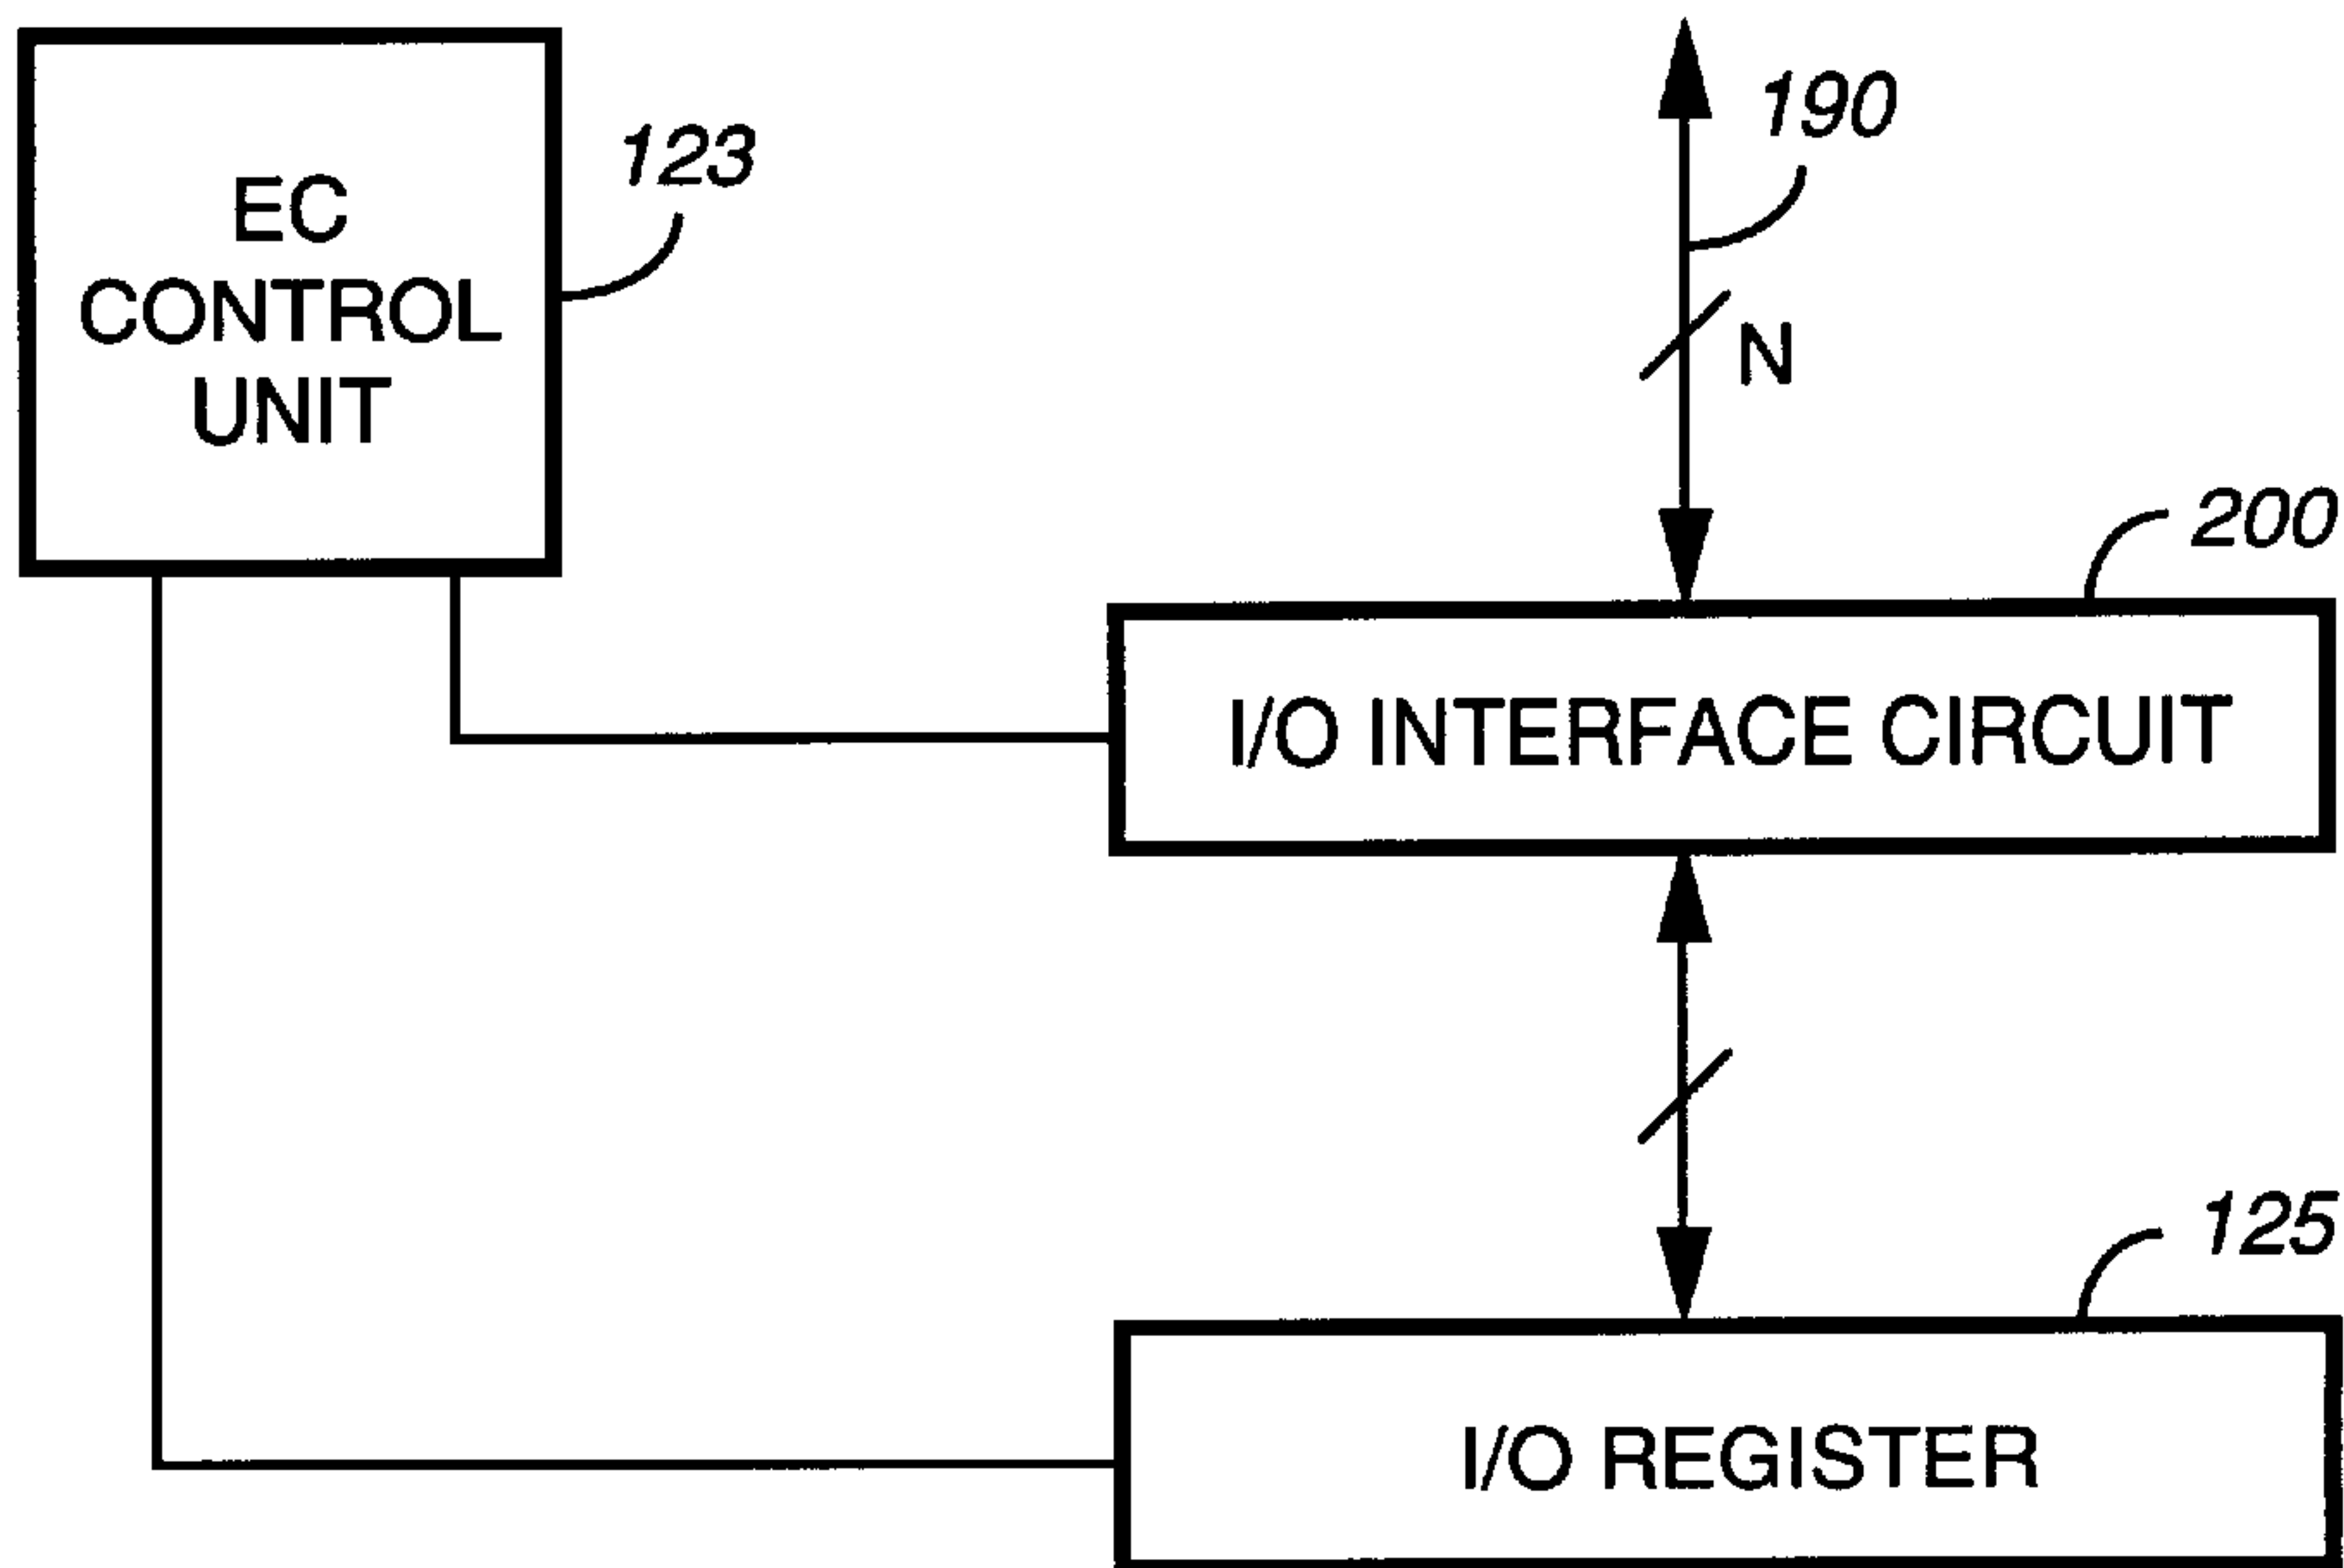 EC
CONTROL
UNIT
123
190
N
200
I/O INTERFACE CIRCUIT
125
I/O REGISTER